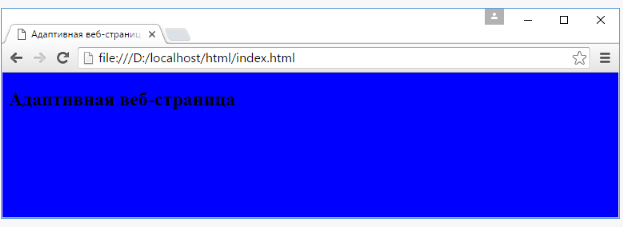 Адаптивная веб-страниц
file:///D:/localhost/html/index.html
Адаптивная веб-страница